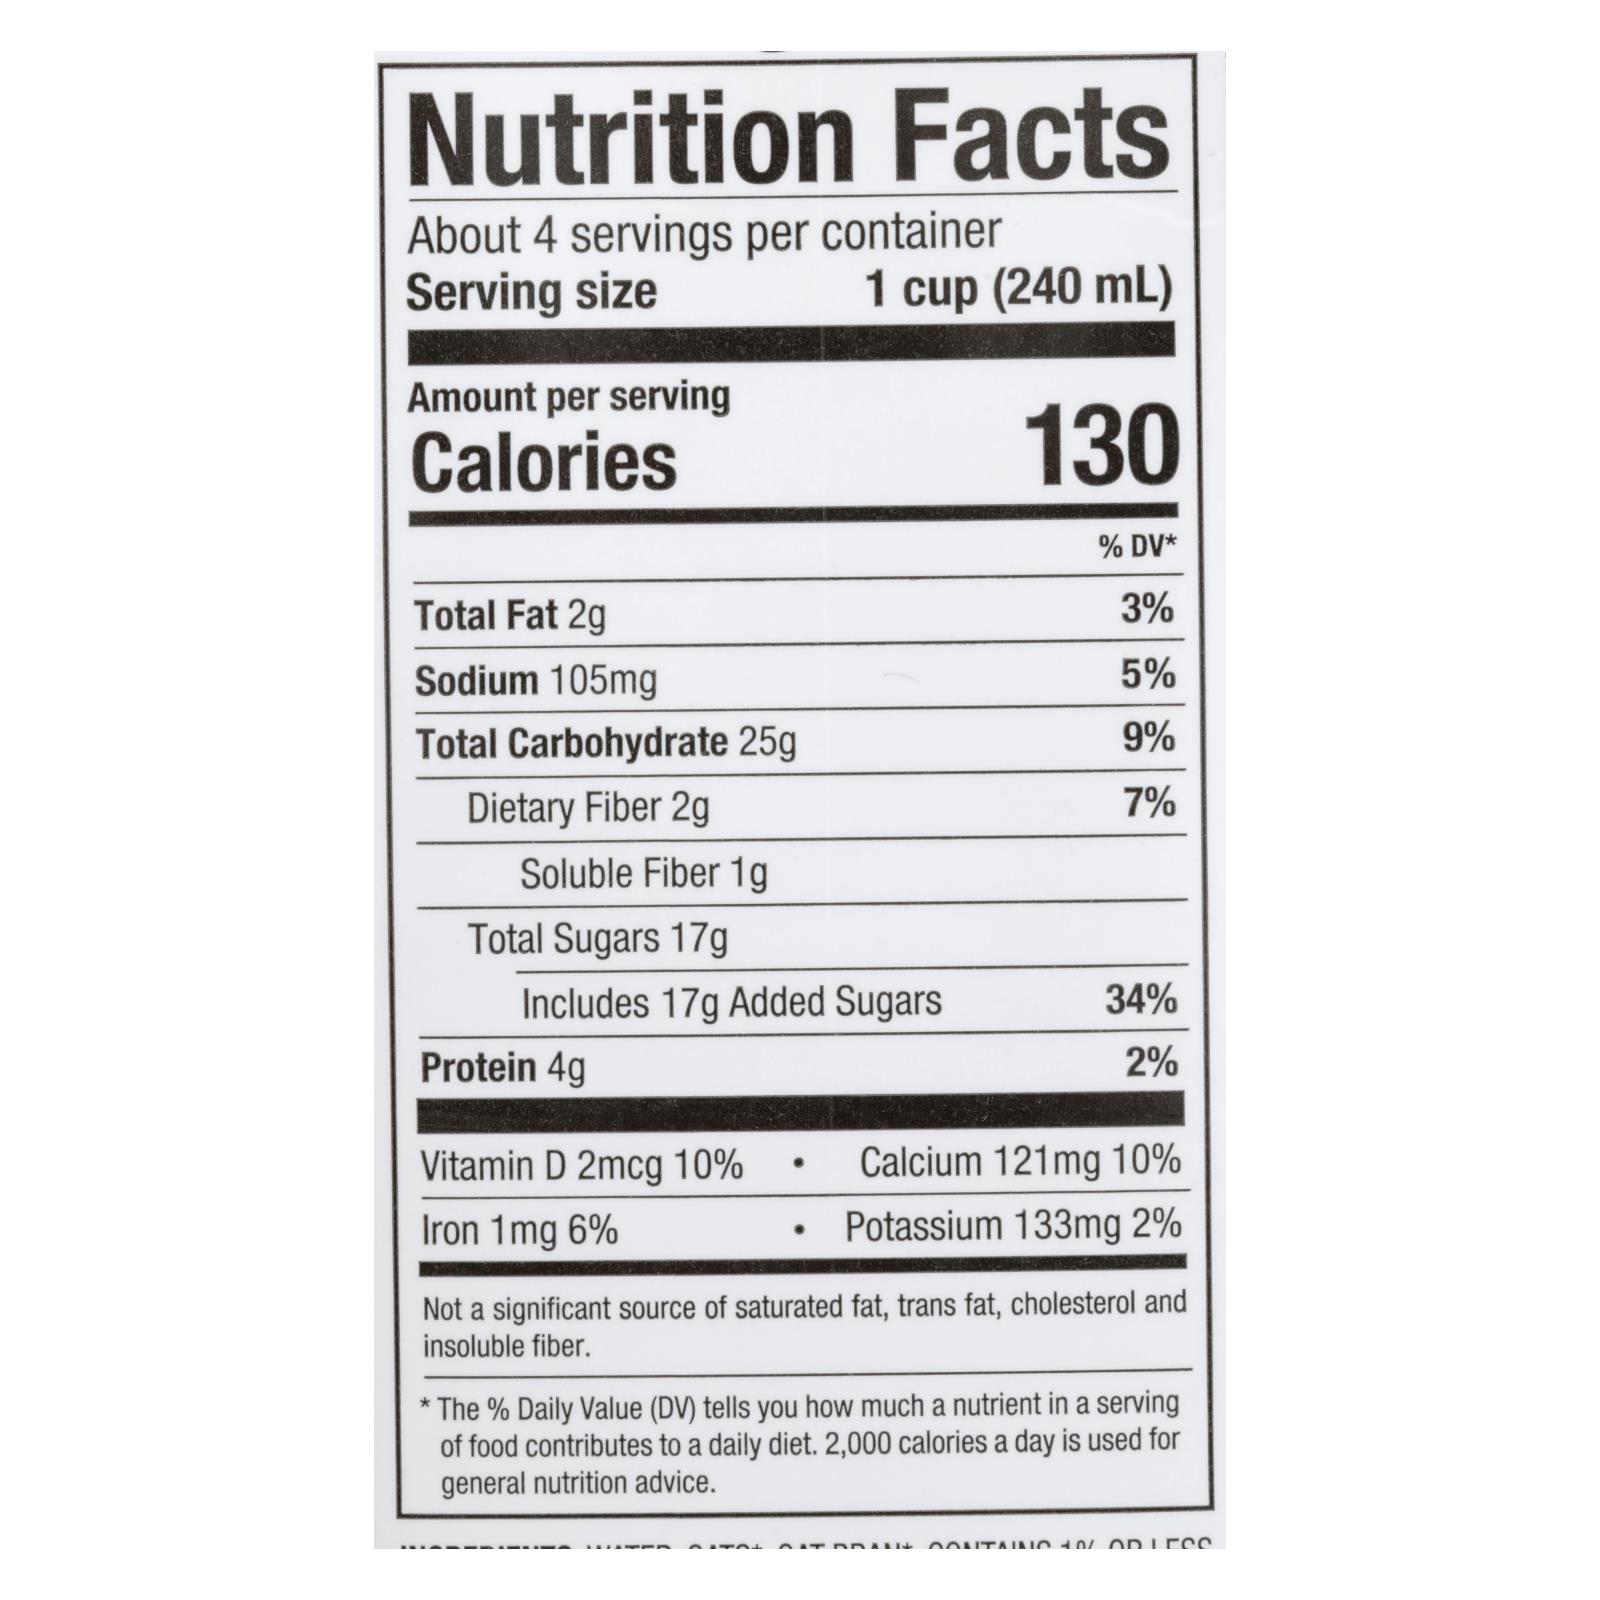 Nutrition Facts
About 4 servings per container
Serving size 1 cup (240 mL)
Amount per serving
Calories 130
% DV*
Total Fat 2g 3%
Sodium 105mg 5%
Total Carbohydrate 25g 9%
Dietary Fiber 2g 7%
Soluble Fiber 1g
Total Sugars 17g
Includes 17g Added Sugars 34%
Protein 4g 2%
Vitamin D 2mcg 10% • Calcium 121mg 10%
Iron 1mg 6% • Potassium 133mg 2%
Not a significant source of saturated fat, trans fat, cholesterol and
insoluble fiber.
* The % Daily Value (DV) tells you how much a nutrient in a serving
of food contributes to a daily diet. 2,000 calories a day is used for
general nutrition advice.